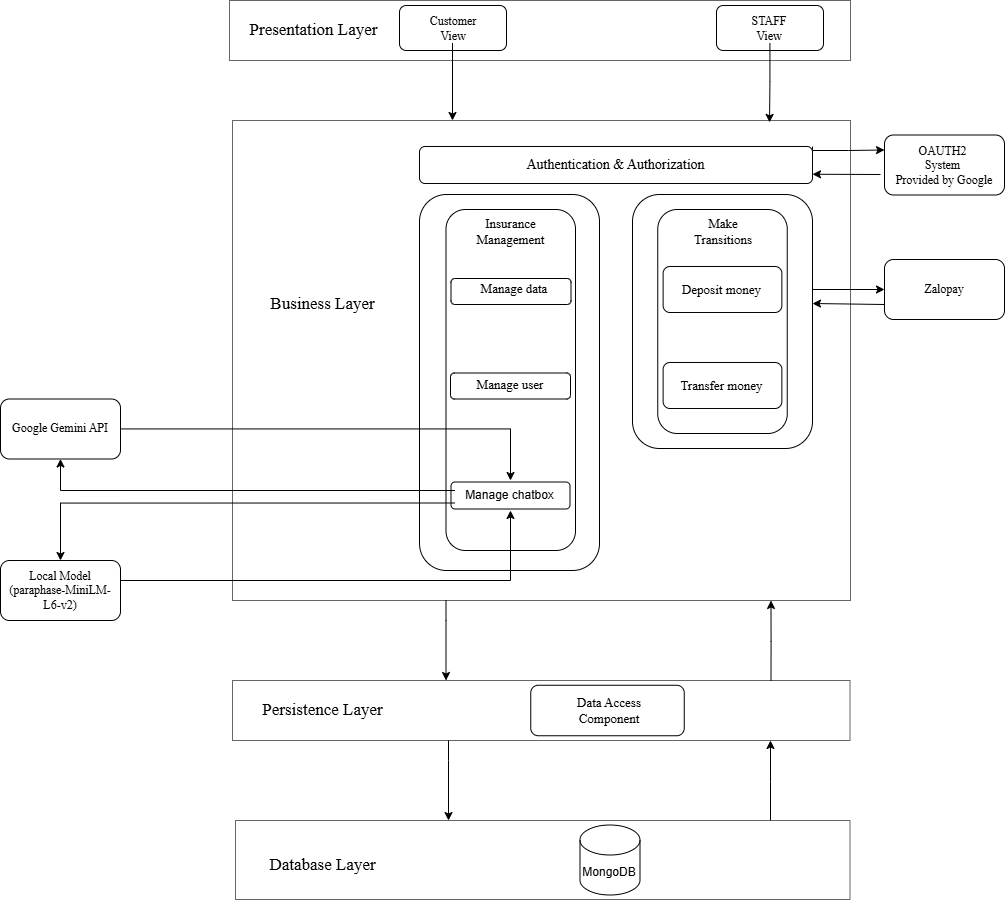 Presentation Layer
Customer
View
STAFF
View
Authentication & Authorization
OAUTH2
System
Provided by Google
Insurance
Management
Make
Transitions
Manage data
Deposit money
Zalopay
Business Layer
Manage user
Transfer money
Google Gemini API
Manage chatbox
Local Model
(paraphase-MiniLM-
L6-v2)
Persistence Layer
Data Access
Component
Database Layer
MongoDB